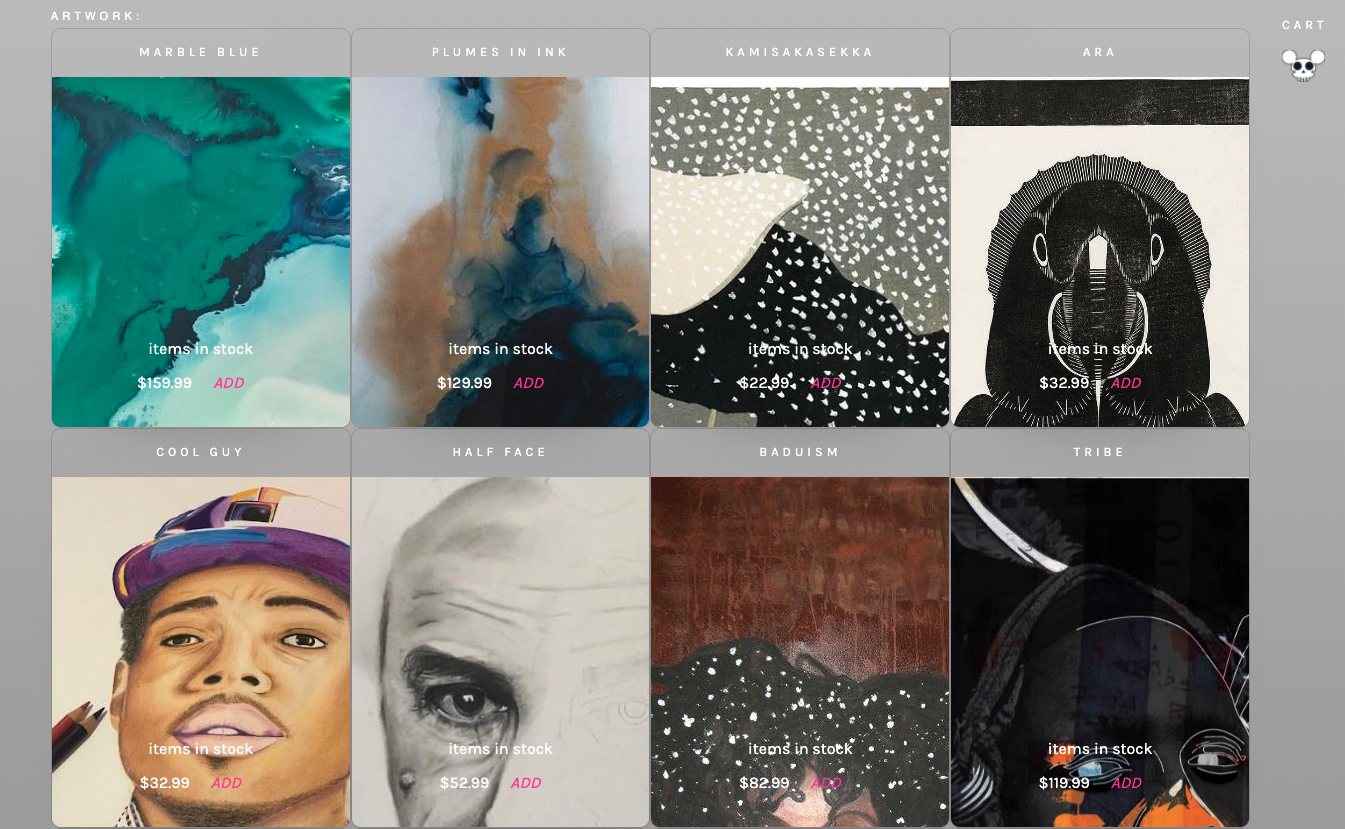 ARTWORK:
CART
MARBLE BLUE
items in stock
$159.99 ADD
PLUMES IN INK
items in stock
$129.99 ADD
KAMISAKASEKKA
items in stock
$22.99 ADD
ARA
items in stock
$32.99 ADD
COOL GUY
items in stock
$32.99 ADD
HALF FACE
items in stock
$52.99 ADD
BADUISM
items in stock
$82.99 ADD
TRIBE
items in stock
$119.99 ADD